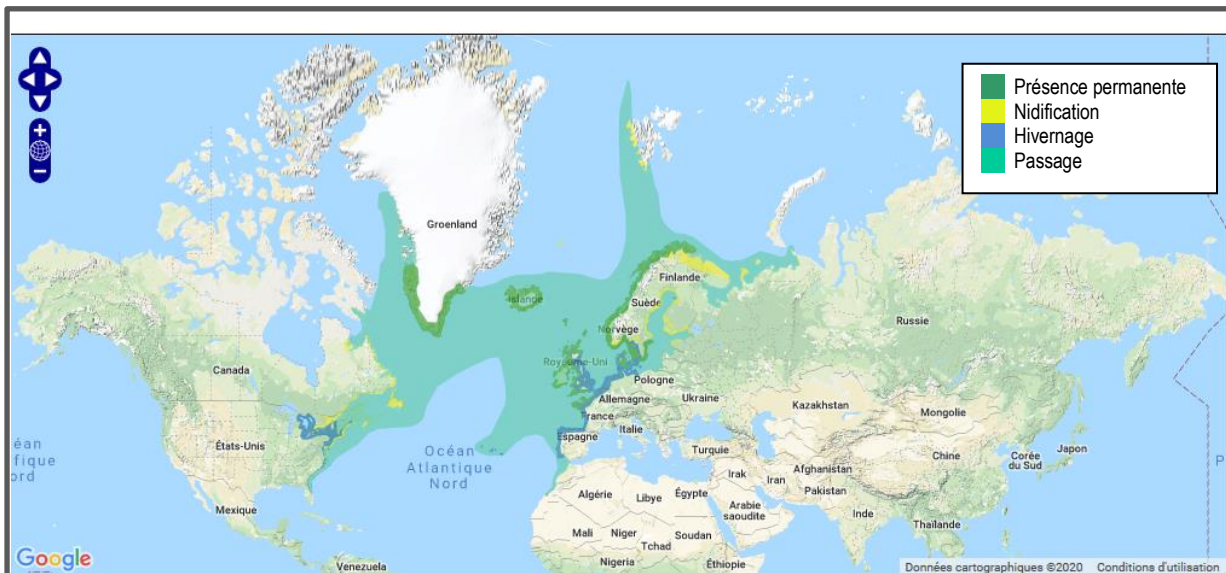 Présence permanente
Nidification
Hivernage
Passage
+
−
Groenland
Finlande
Islande
Suède
Norvège
Russie
Royaume-Uni
Canada
Pologne
Allemagne
Ukraine
France
Kazakhstan
Mongolie
éan
fique
ord
États-Unis
Océan
Atlantique
Nord
Espagne
Italie
Turquie
Chine
Corée
du Sud
Japon
P
Mexique
Algérie
Libye
Égypte
Irak
Iran
Afghanistan
Pakistan
Arabie
saoudite
Inde
Mali
Niger
Tchad
Soudan
Thaïlande
Google
Venezuela
Nigeria
Éthiopie
Données cartographiques ©2020 Conditions d'utilisation